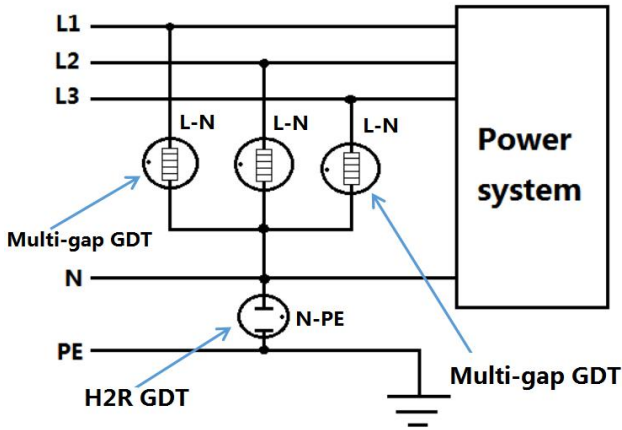 L1
L2
L3
L-N
L-N
L-N
Power
system
Multi-gap GDT
N
N-PE
PE
Multi-gap GDT
H2R GDT